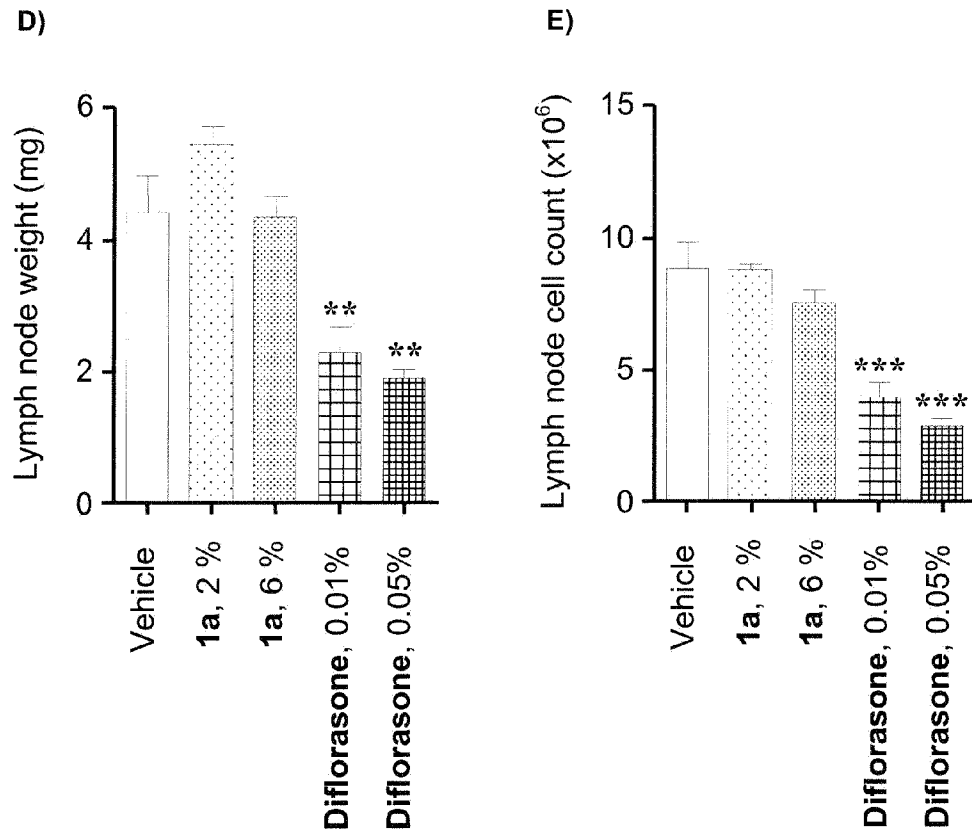 D)
Lymph node weight (mg)
6
4
2
0
**
**
Vehicle
1a, 2 %
1a, 6 %
Diflorasone, 0.01%
Diflorasone, 0.05%
E)
Lymph node cell count (x10⁶)
15
10
5
0
***
***
Vehicle
1a, 2 %
1a, 6 %
Diflorasone, 0.01%
Diflorasone, 0.05%